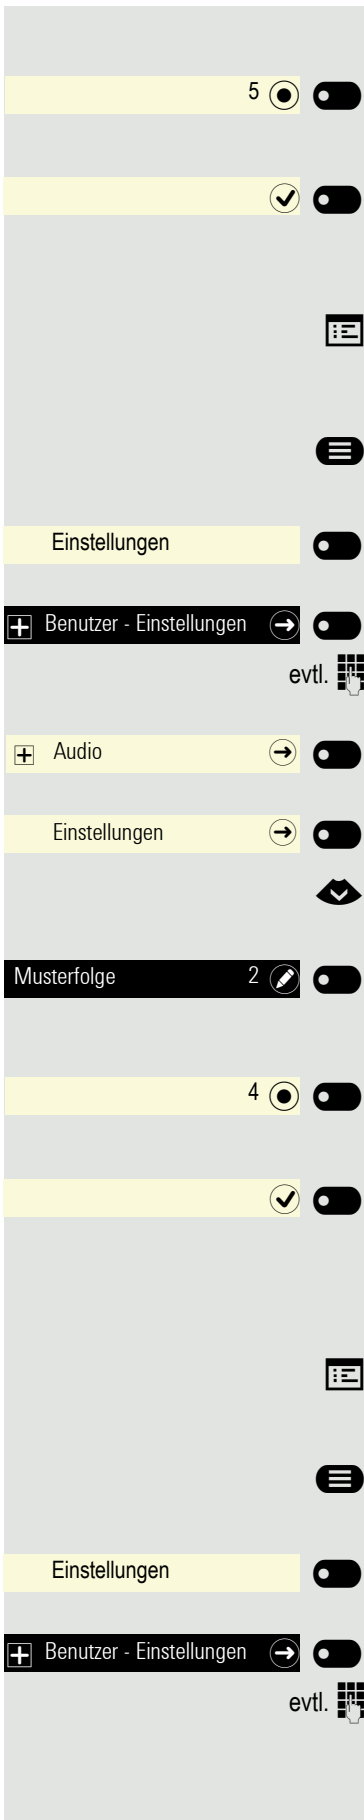 5
Einstellungen
Benutzer - Einstellungen
evtl.
Audio
Einstellungen
Musterfolge 2
4
Einstellungen
Benutzer - Einstellungen
evtl.